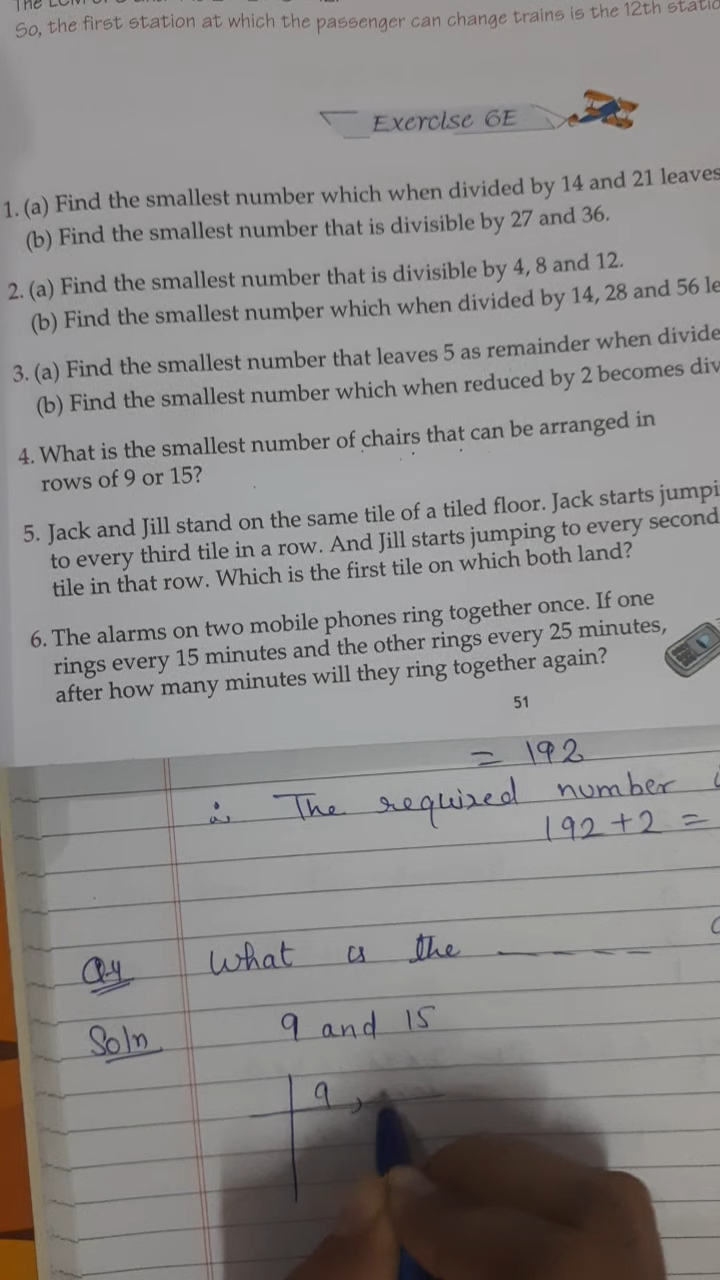 So, the first station at which the passenger can change trains is the 12th
Exercise 6E
1. (a) Find the smallest number which when divided by 14 and 21 leaves
(b) Find the smallest number that is divisible by 27 and 36.
2. (a) Find the smallest number that is divisible by 4, 8 and 12.
(b) Find the smallest number which when divided by 14, 28 and 56 le
3. (a) Find the smallest number that leaves 5 as remainder when divide
(b) Find the smallest number which when reduced by 2 becomes div
4. What is the smallest number of chairs that can be arranged in
rows of 9 or 15?
5. Jack and Jill stand on the same tile of a tiled floor. Jack starts jumpi
to every third tile in a row. And Jill starts jumping to every second
tile in that row. Which is the first tile on which both land?
6. The alarms on two mobile phones ring together once. If one
rings every 15 minutes and the other rings every 25 minutes,
after how many minutes will they ring together again?
51
= 192
∴ The required number
192 + 2 =
Q4 What is the ----
Soln 9 and 15
9,